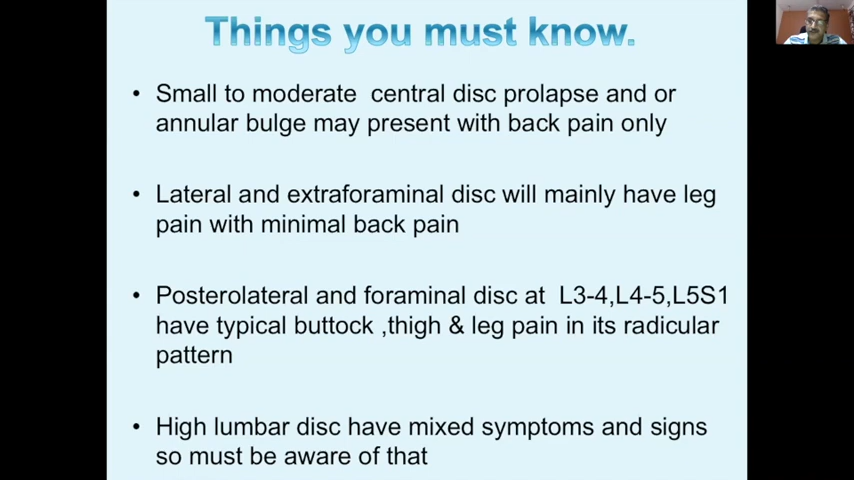 Things you must know.
• Small to moderate central disc prolapse and or
annular bulge may present with back pain only
• Lateral and extraforaminal disc will mainly have leg
pain with minimal back pain
• Posterolateral and foraminal disc at L3-4,L4-5,L5S1
have typical buttock ,thigh & leg pain in its radicular
pattern
• High lumbar disc have mixed symptoms and signs
so must be aware of that